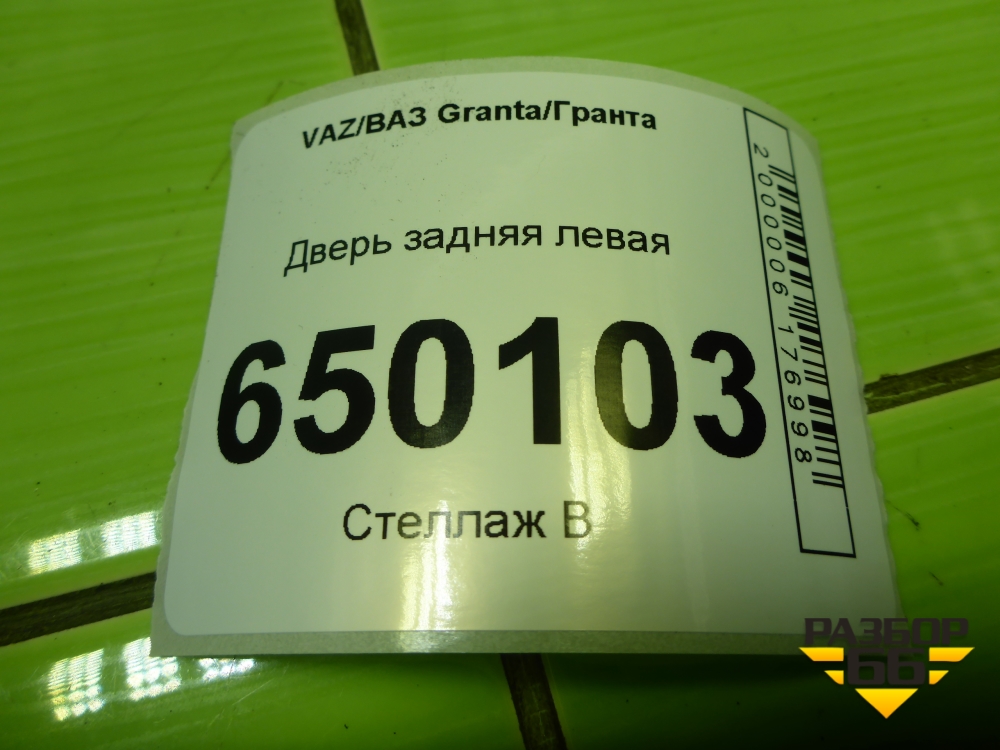 VAZ/ВАЗ Granta/Гранта
Дверь задняя левая
650103
Стеллаж В
2000006176998
РАЗБОР
66